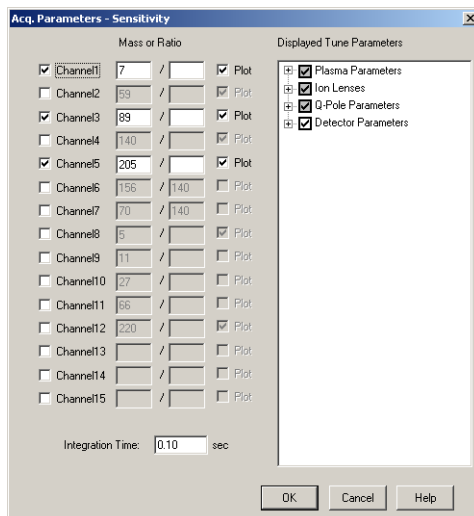 Acq. Parameters - Sensitivity
Mass or Ratio
Displayed Tune Parameters
Channel1 7 / Plot
Channel2 59 / Plot
Channel3 89 / Plot
Channel4 140 / Plot
Channel5 205 / Plot
Channel6 156 / 140 Plot
Channel7 70 / 140 Plot
Channel8 5 / Plot
Channel9 11 / Plot
Channel10 27 / Plot
Channel11 66 / Plot
Channel12 220 / Plot
Channel13 / Plot
Channel14 / Plot
Channel15 / Plot
Integration Time: 0.10 sec
Plasma Parameters
Ion Lenses
Q-Pole Parameters
Detector Parameters
OK Cancel Help